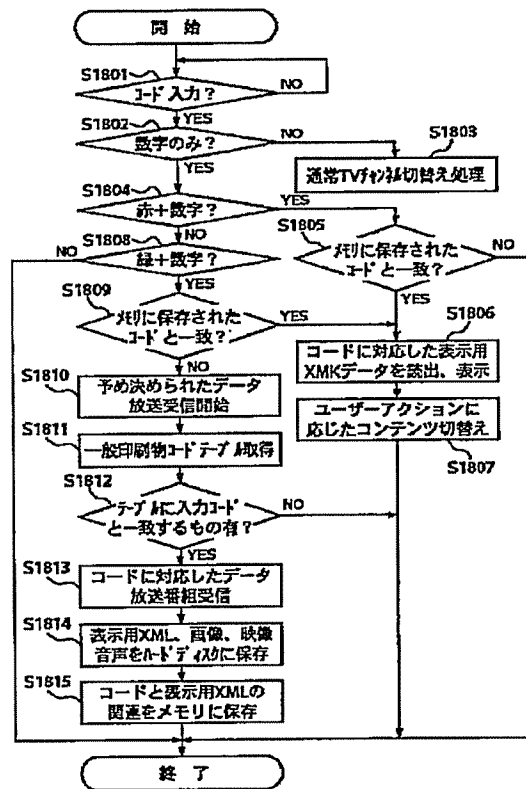 開 始
S1801
コード 入力?
NO
YES
S1802
数字のみ?
NO
YES
S1803
通常TVチャンネル切替え処理
S1804
赤+数字?
YES
NO
S1805
メモリに保存された
コードと一致?
NO
YES
S1808
緑+数字?
NO
YES
S1809
メモリに保存された
コードと一致?
YES
NO
S1806
コードに対応した表示用
XMKデータを読出、表示
S1810
予め決められたデータ
放送受信開始
ユーザーアクションに
応じたコンテンツ切替え
S1807
S1811
一般印刷物コードテーブル取得
S1812
テーブルに入力コード
と一致するもの有?
NO
YES
S1813
コードに対応したデータ
放送番組受信
S1814
表示用XML、画像、映像
音声をハードディスクに保存
S1815
コードと表示用XMLの
関連をメモリに保存
終 了